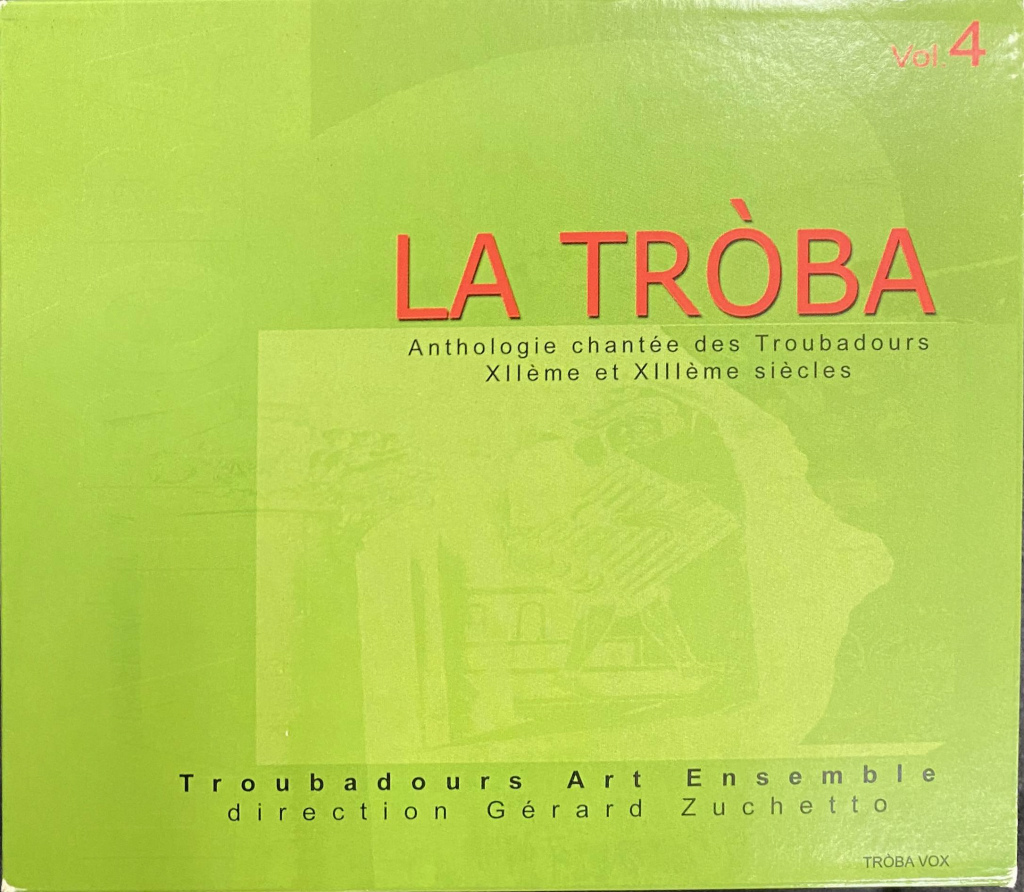 Vol.4
LA TRÒBA
Anthologie chantée des Troubadours
XIIème et XIIIème siècles
Troubadours Art Ensemble
direction Gérard Zuchetto
TRÒBA VOX